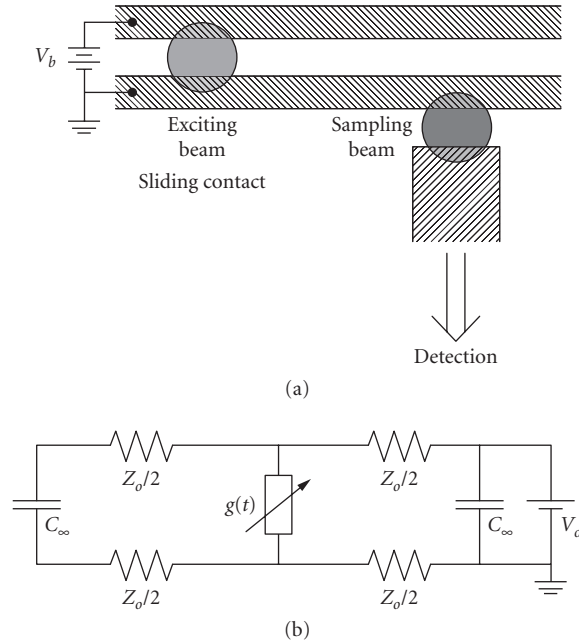 V_b
Exciting
beam
Sliding contact
Sampling
beam
Detection
(a)
Z_o/2
Z_o/2
g(t)
C_∞
C_∞
Z_o/2
Z_o/2
(b)